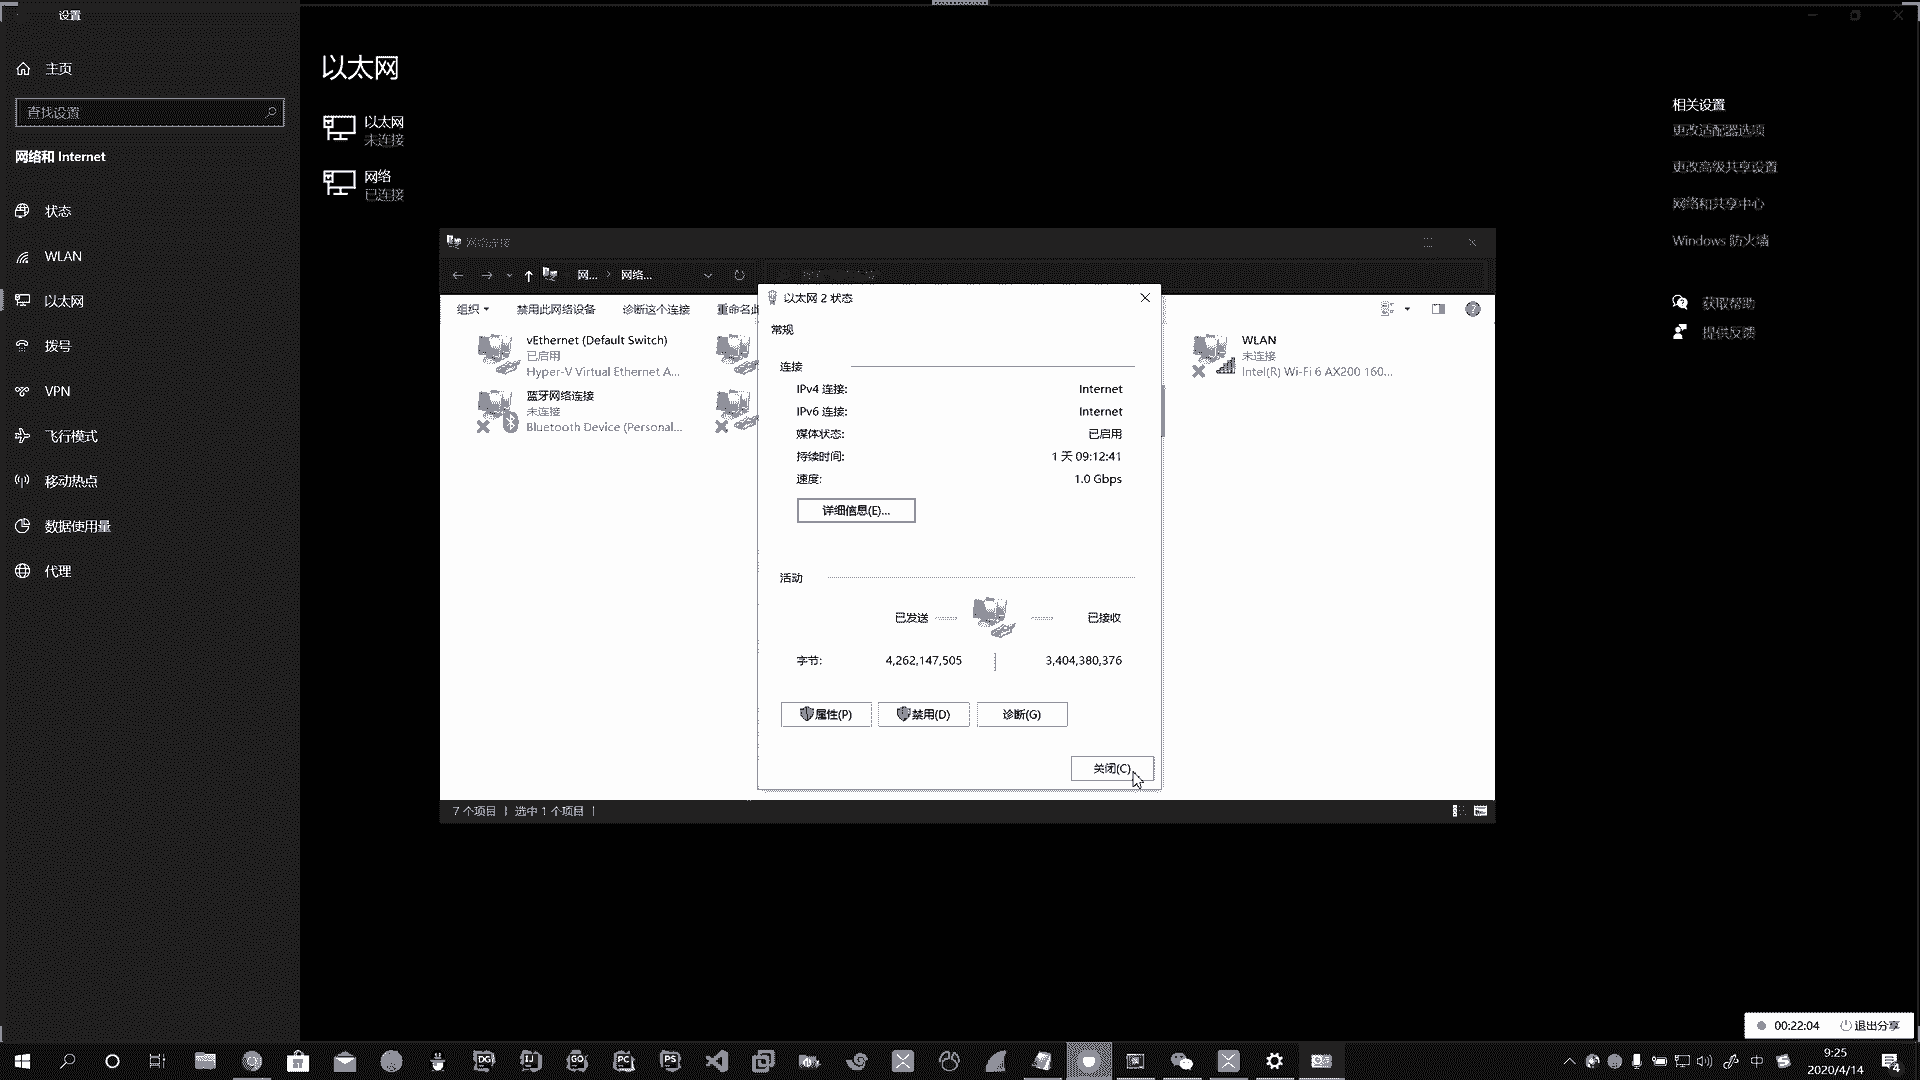 设置
主页
查找设置
网络和 Internet
状态
WLAN
以太网
拨号
VPN
飞行模式
移动热点
数据使用量
代理
以太网
以太网
未连接
网络
已连接
相关设置
更改适配器选项
更改高级共享设置
网络和共享中心
Windows 防火墙
获取帮助
提供反馈
网络连接
网... > 网络...
组织 禁用此网络设备 诊断这个连接 重命名此
vEthernet (Default Switch)
已启用
Hyper-V Virtual Ethernet A...
蓝牙网络连接
未连接
Bluetooth Device (Personal...
WLAN
未连接
Intel(R) Wi-Fi 6 AX200 160...
以太网 2 状态
常规
连接
IPv4 连接: Internet
IPv6 连接: Internet
媒体状态: 已启用
持续时间: 1 天 09:12:41
速度: 1.0 Gbps
详细信息(E)...
活动
已发送 已接收
字节: 4,262,147,505 3,404,380,376
属性(P) 禁用(D) 诊断(G)
关闭(C)
7 个项目 选中 1 个项目
00:22:04 退出分享
DG IJ GO PC PS
中
9:25
2020/4/14
4